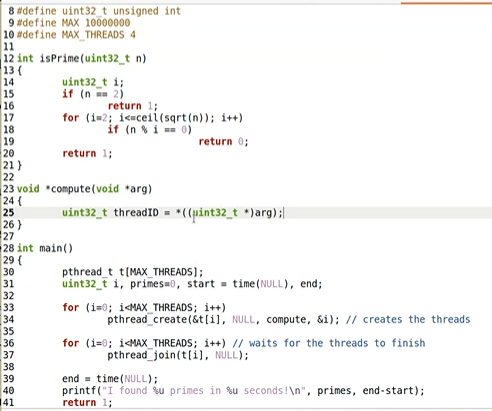 8 #define uint32_t unsigned int
9 #define MAX 10000000
10 #define MAX_THREADS 4
11
12 int isPrime(uint32_t n)
13 {
14 uint32_t i;
15 if (n == 2)
16 return 1;
17 for (i=2; i<=ceil(sqrt(n)); i++)
18 if (n % i == 0)
19 return 0;
20 return 1;
21 }
22
23 void *compute(void *arg)
24 {
25 uint32_t threadID = *((uint32_t *)arg);
26 }
27
28 int main()
29 {
30 pthread_t t[MAX_THREADS];
31 uint32_t i, primes=0, start = time(NULL), end;
32
33 for (i=0; i<MAX_THREADS; i++)
34 pthread_create(&t[i], NULL, compute, &i); // creates the threads
35
36 for (i=0; i<MAX_THREADS; i++) // waits for the threads to finish
37 pthread_join(t[i], NULL);
38
39 end = time(NULL);
40 printf("I found %u primes in %u seconds!\n", primes, end-start);
41 return 1;